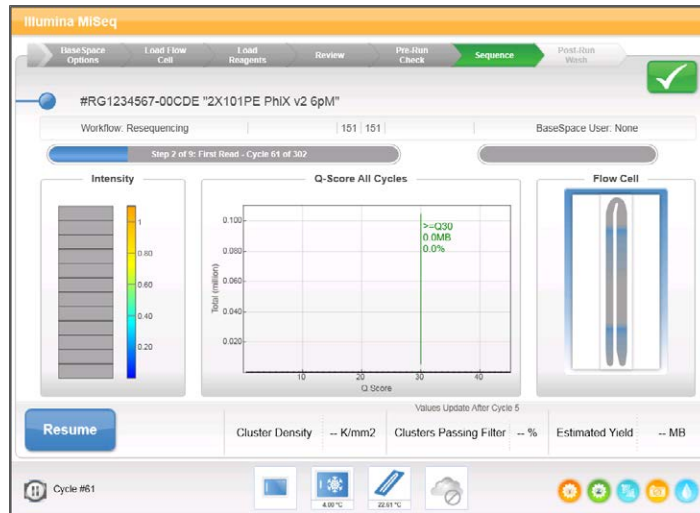 Illumina MiSeq
BaseSpace Options
Load Flow Cell
Load Reagents
Review
Pre-Run Check
Sequence
Post-Run Wash
#RG1234567-00CDE "2X101PE PhiX v2 6pM"
Workflow: Resequencing | 151 | 151 | BaseSpace User: None
Step 2 of 9: First Read - Cycle 61 of 302
Intensity
1
0.80
0.60
0.40
0.20
Q-Score All Cycles
Total (million)
0.100
0.080
0.060
0.040
0.020
>=Q30
0.0MB
0.0%
10 20 30 40
Q Score
Flow Cell
Values Update After Cycle 5
Resume
Cluster Density -- K/mm2
Clusters Passing Filter -- %
Estimated Yield -- MB
Cycle #61
4.00 °C
22.61 °C